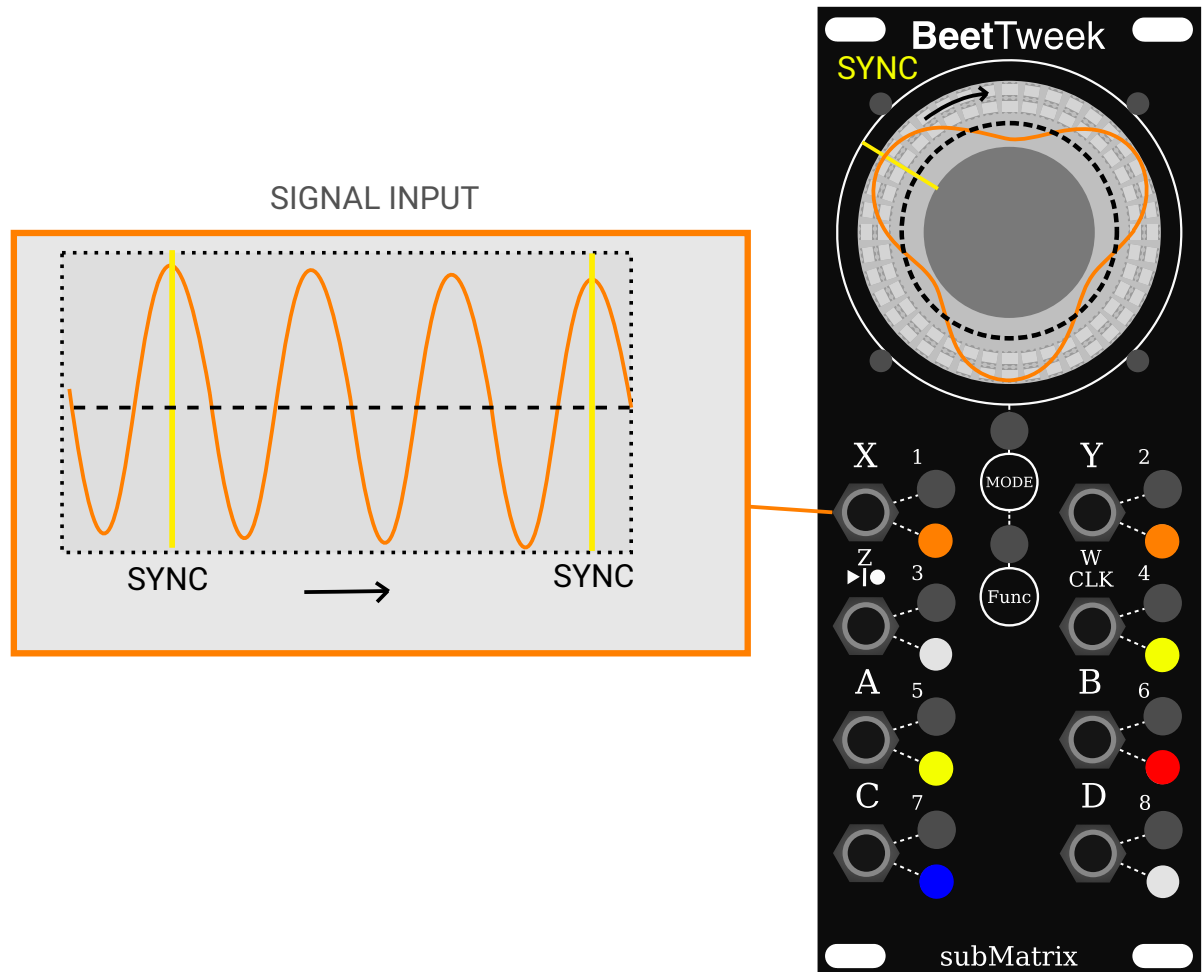 BeetTweek
SYNC
SIGNAL INPUT
SYNC
SYNC
X 1
MODE
Y 2
Z
3
Func
W
CLK 4
A 5
B 6
C 7
D 8
subMatrix